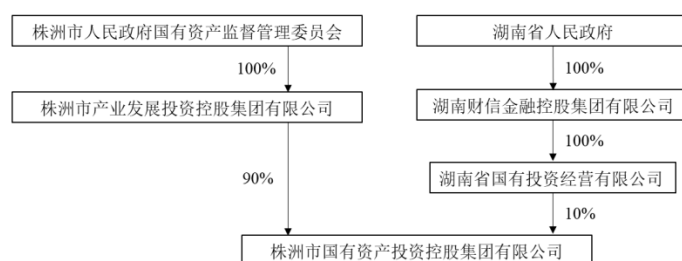 株洲市人民政府国有资产监督管理委员会
湖南省人民政府
100%
100%
株洲市产业发展投资控股集团有限公司
湖南财信金融控股集团有限公司
100%
90%
湖南省国有投资经营有限公司
10%
株洲市国有资产投资控股集团有限公司